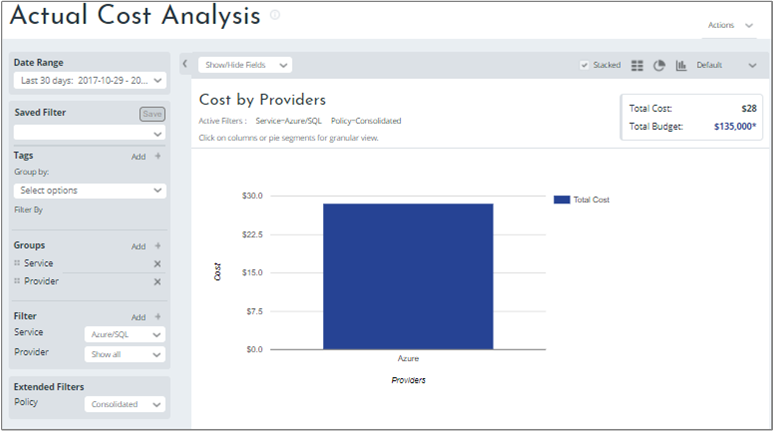 Actual Cost Analysis
Actions
Date Range
Last 30 days: 2017-10-29 - 20...
Saved Filter
Save
Tags
Add +
Group by:
Select options
Filter By
Groups
Add +
Service
Provider
Filter
Add +
Service
Azure/SQL
Provider
Show all
Extended Filters
Policy
Consolidated
Show/Hide Fields
Stacked
Default
Cost by Providers
Active Filters : Service~Azure/SQL Policy~Consolidated
Click on columns or pie segments for granular view.
Total Cost: $28
Total Budget: $135,000*
$30.0
$22.5
$15.0
$7.5
$0.0
Cost
Azure
Providers
Total Cost